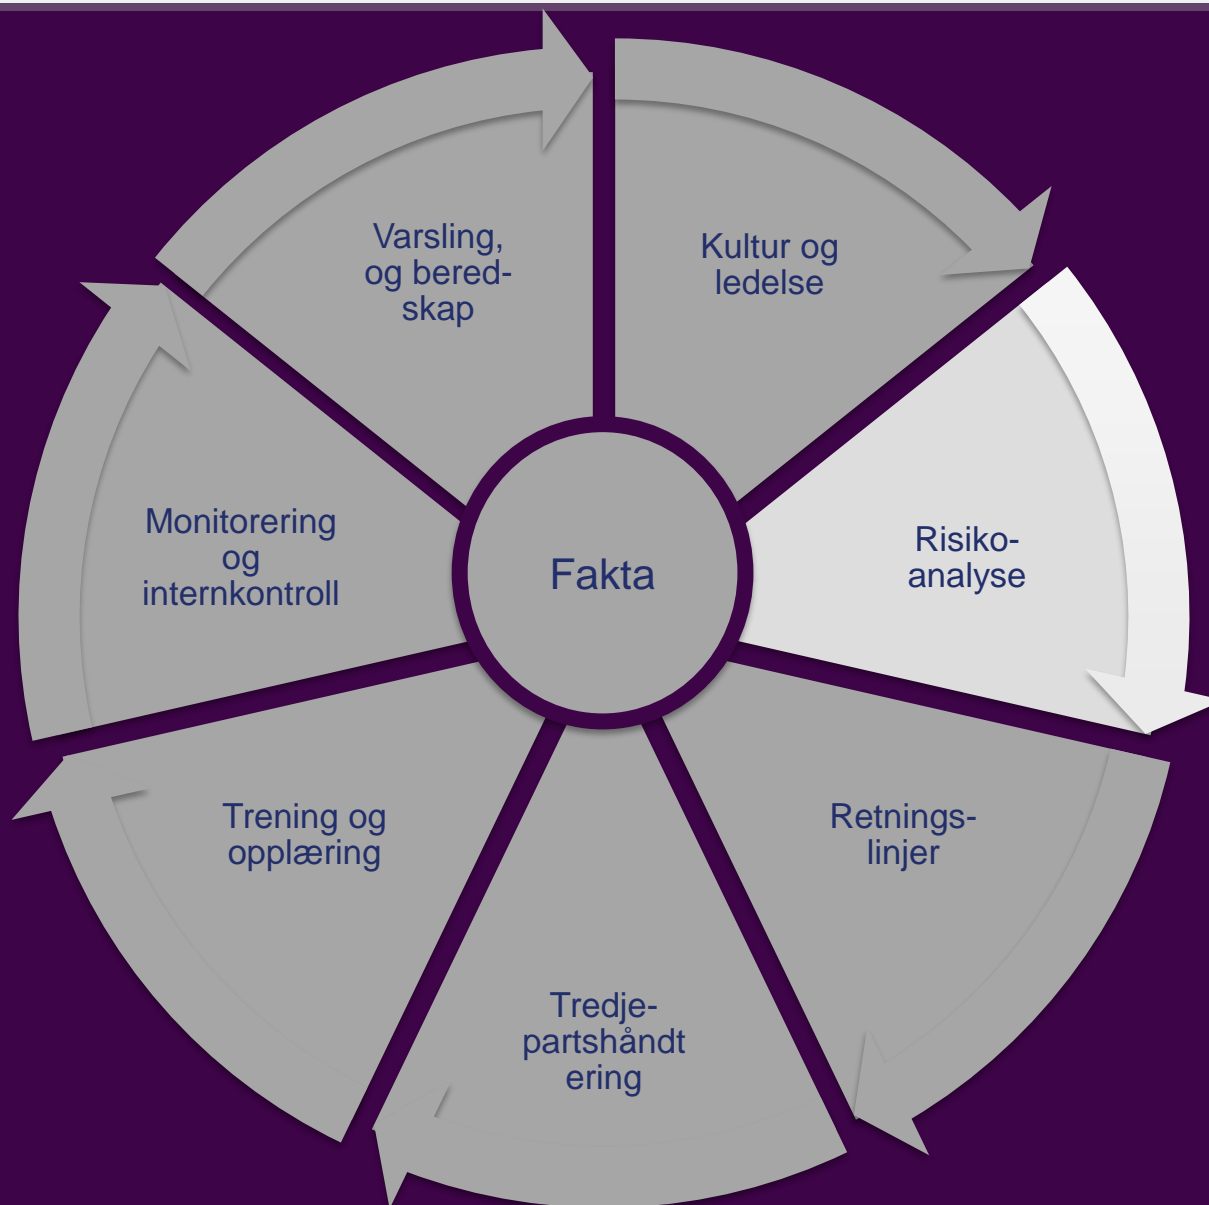 Varsling,
og bered-
skap
Kultur og
ledelse
Monitorering
og
internkontroll
Fakta
Risiko-
analyse
Trening og
opplæring
Retnings-
linjer
Tredje-
partshåndt
ering